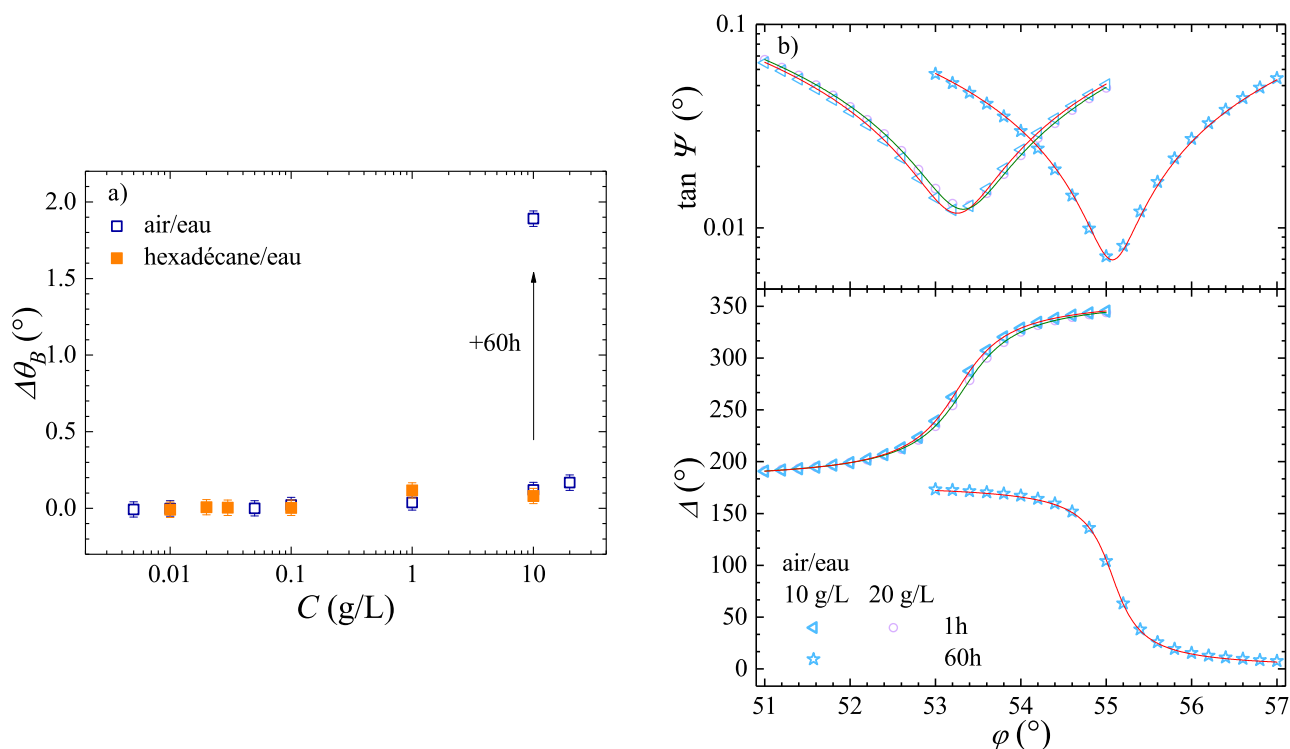 a)
air/eau
hexadécane/eau
2.0
1.5
1.0
0.5
0.0
Δθ_B (°)
+60h
0.01
0.1
1
10
C (g/L)
b)
0.1
0.01
tan Ψ (°)
350
300
250
200
150
100
50
0
Δ (°)
air/eau
10 g/L 20 g/L
1h
60h
51 52 53 54 55 56 57
φ (°)